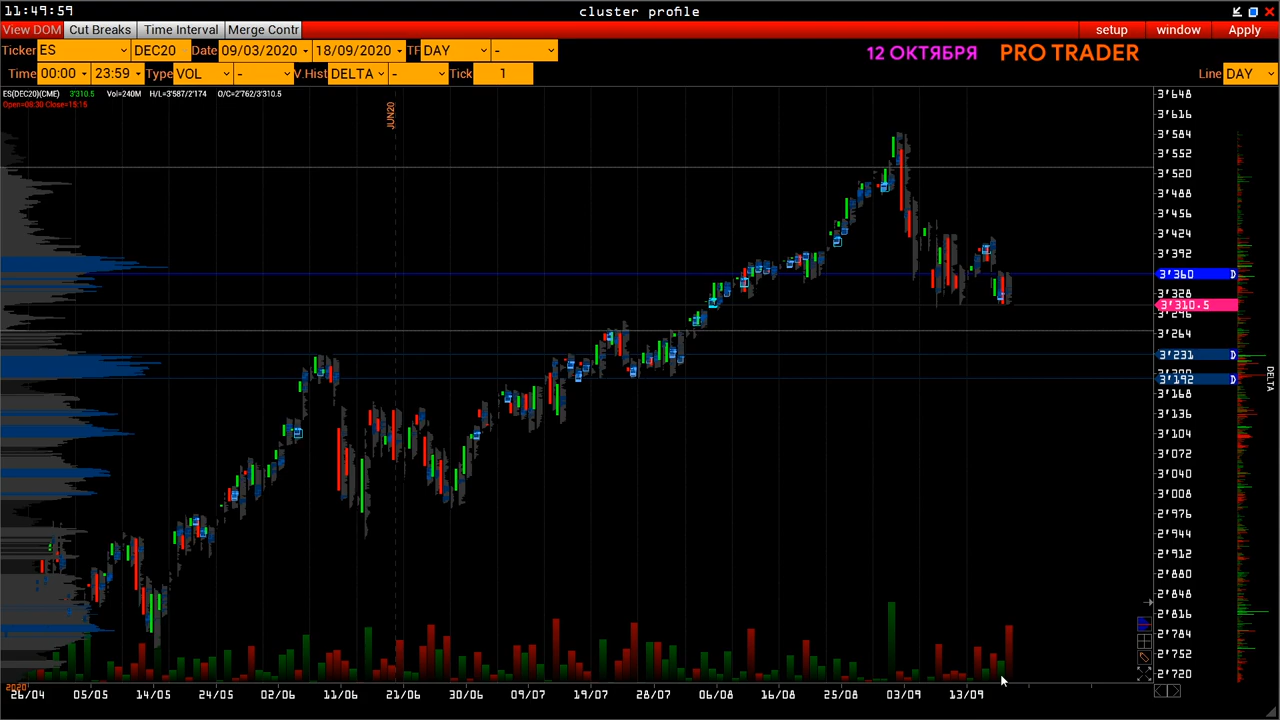 11:49:59 cluster profile
View DOM Cut Breaks Time Interval Merge Contr setup window Apply
Ticker ES DEC20 Date 09/03/2020 - 18/09/2020 TF DAY -
12 ОКТЯБРЯ PRO TRADER
Time 00:00 - 23:59 Type VOL - V.Hist DELTA - Tick 1 Line DAY
ES(DEC20)(CME) 3'310.5 Vol=240M H/L=3'587/2'174 O/C=2'762/3'310.5
Open=08:30 Close=15:15
JUN20
3'648
3'616
3'584
3'552
3'520
3'488
3'456
3'424
3'392
3'360 D
3'328
3'310.5
3'296
3'264
3'231 D
3'192 D
3'168
3'136
3'104
3'072
3'040
3'008
2'976
2'944
2'912
2'880
2'848
2'816
2'784
2'752
2'720
DELTA
2020
26/04 05/05 14/05 24/05 02/06 11/06 21/06 30/06 09/07 19/07 28/07 06/08 16/08 25/08 03/09 13/09